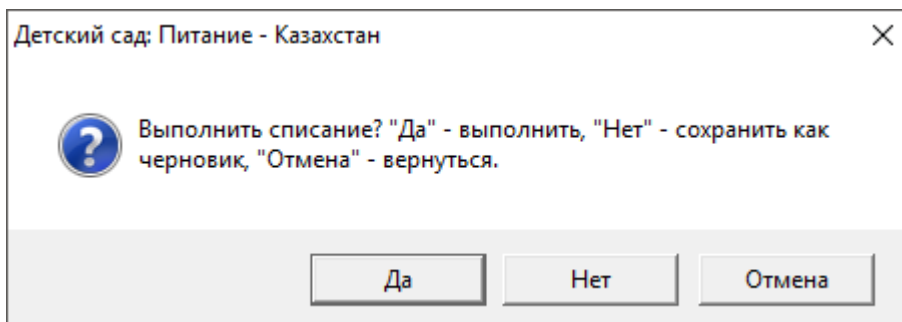 Детский сад: Питание - Казахстан
Выполнить списание? "Да" - выполнить, "Нет" - сохранить как
черновик, "Отмена" - вернуться.
Да Нет Отмена